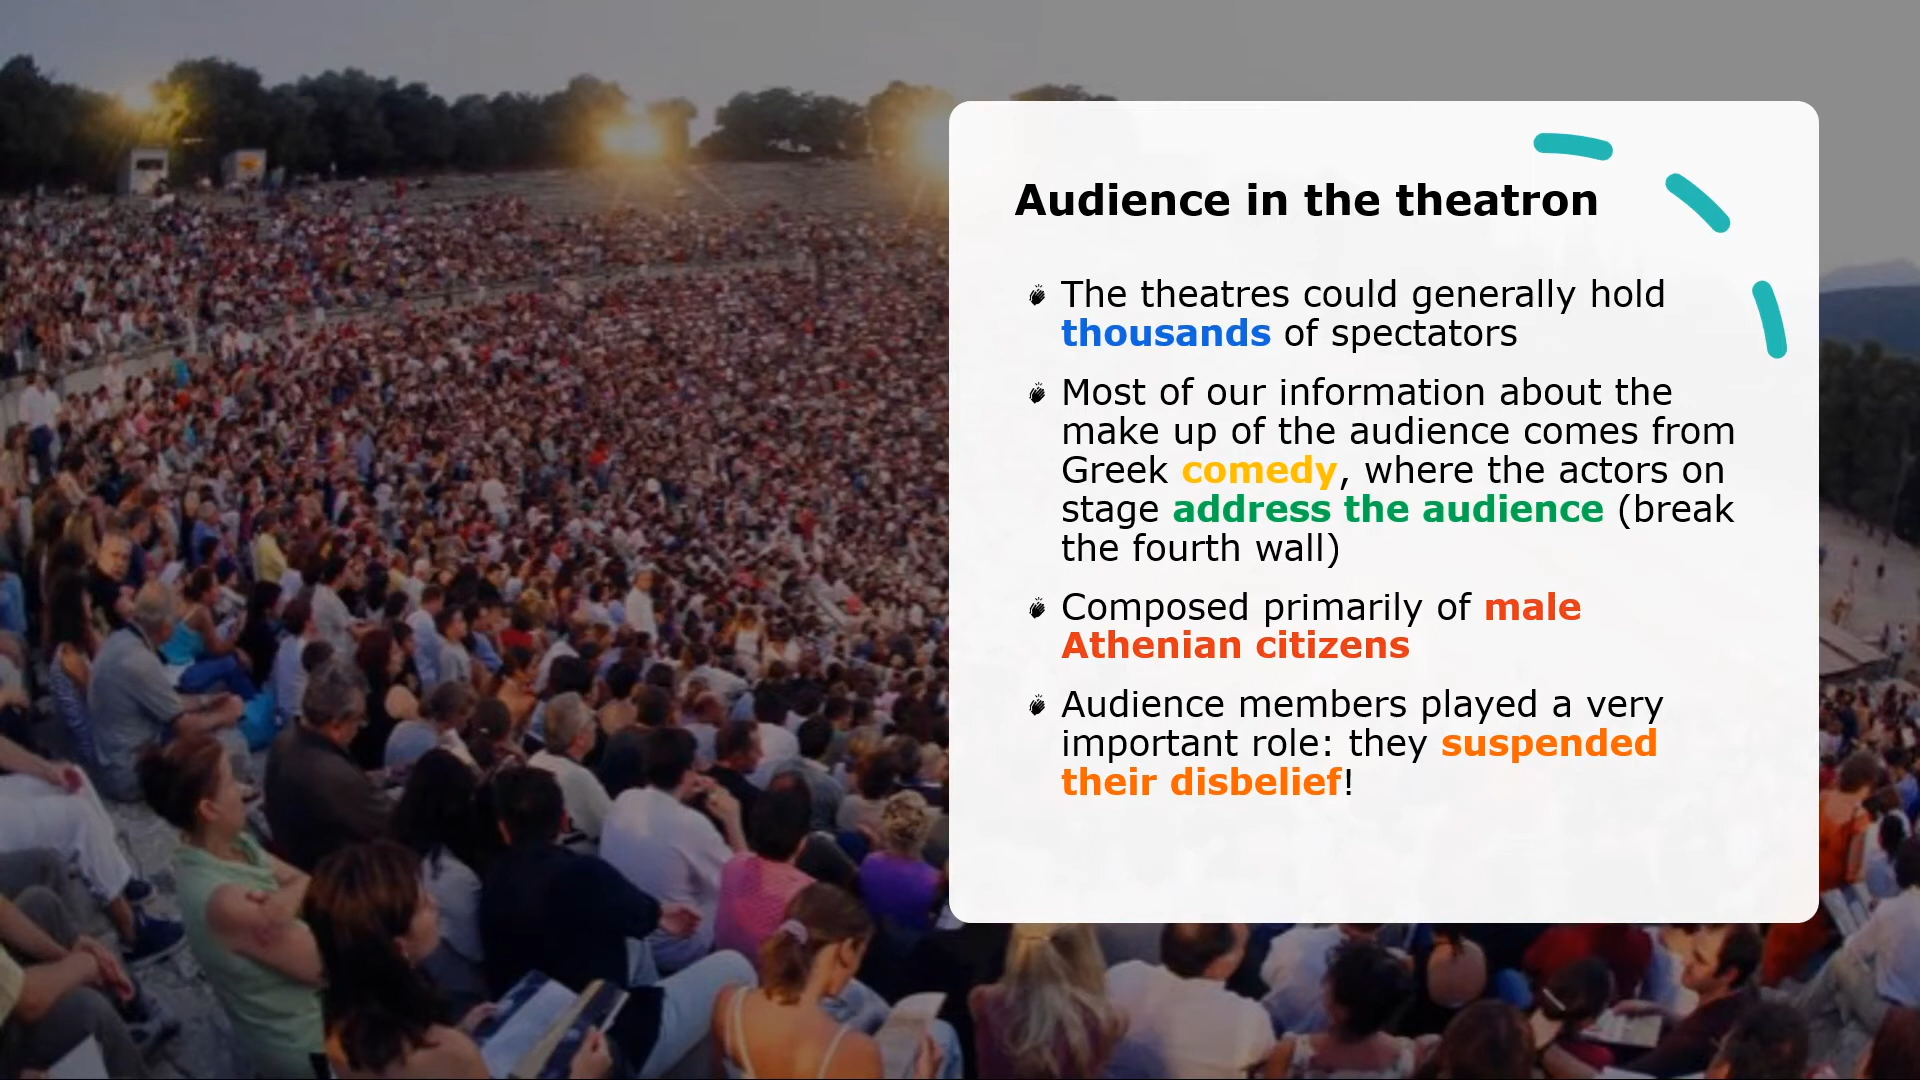 Audience in the theatron
The theatres could generally hold
thousands of spectators
Most of our information about the
make up of the audience comes from
Greek comedy, where the actors on
stage address the audience (break
the fourth wall)
Composed primarily of male
Athenian citizens
Audience members played a very
important role: they suspended
their disbelief!